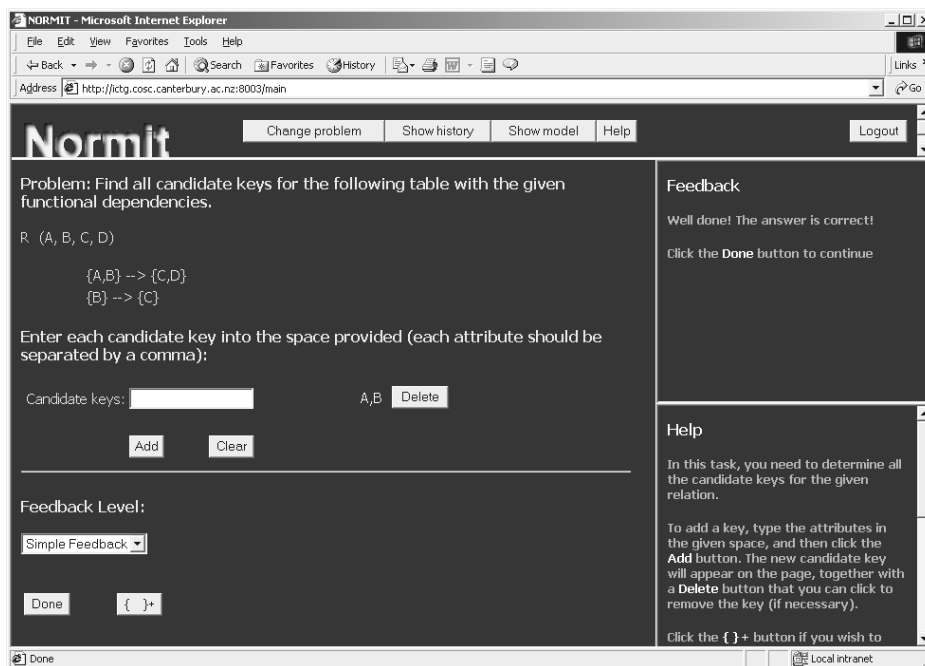 NORMIT - Microsoft Internet Explorer
File Edit View Favorites Tools Help
Back Search Favorites History Links
Address http://ictg.cosc.canterbury.ac.nz:8003/main Go
Normit
Change problem Show history Show model Help Logout
Problem: Find all candidate keys for the following table with the given
functional dependencies.
R (A, B, C, D)
{A,B} --> {C,D}
{B} --> {C}
Enter each candidate key into the space provided (each attribute should be
separated by a comma):
Candidate keys: A,B Delete
Add Clear
Feedback Level:
Simple Feedback
Done { }+
Feedback
Well done! The answer is correct!
Click the Done button to continue
Help
In this task, you need to determine all
the candidate keys for the given
relation.
To add a key, type the attributes in
the given space, and then click the
Add button. The new candidate key
will appear on the page, together with
a Delete button that you can click to
remove the key (if necessary).
Click the { }+ button if you wish to
Done Local intranet